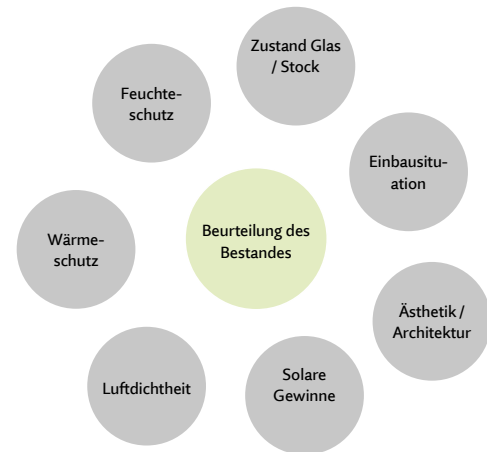 Zustand Glas
/ Stock
Feuchte-
schutz
Einbausitu-
ation
Beurteilung des
Bestandes
Wärme-
schutz
Ästhetik /
Architektur
Luftdichtheit
Solare
Gewinne